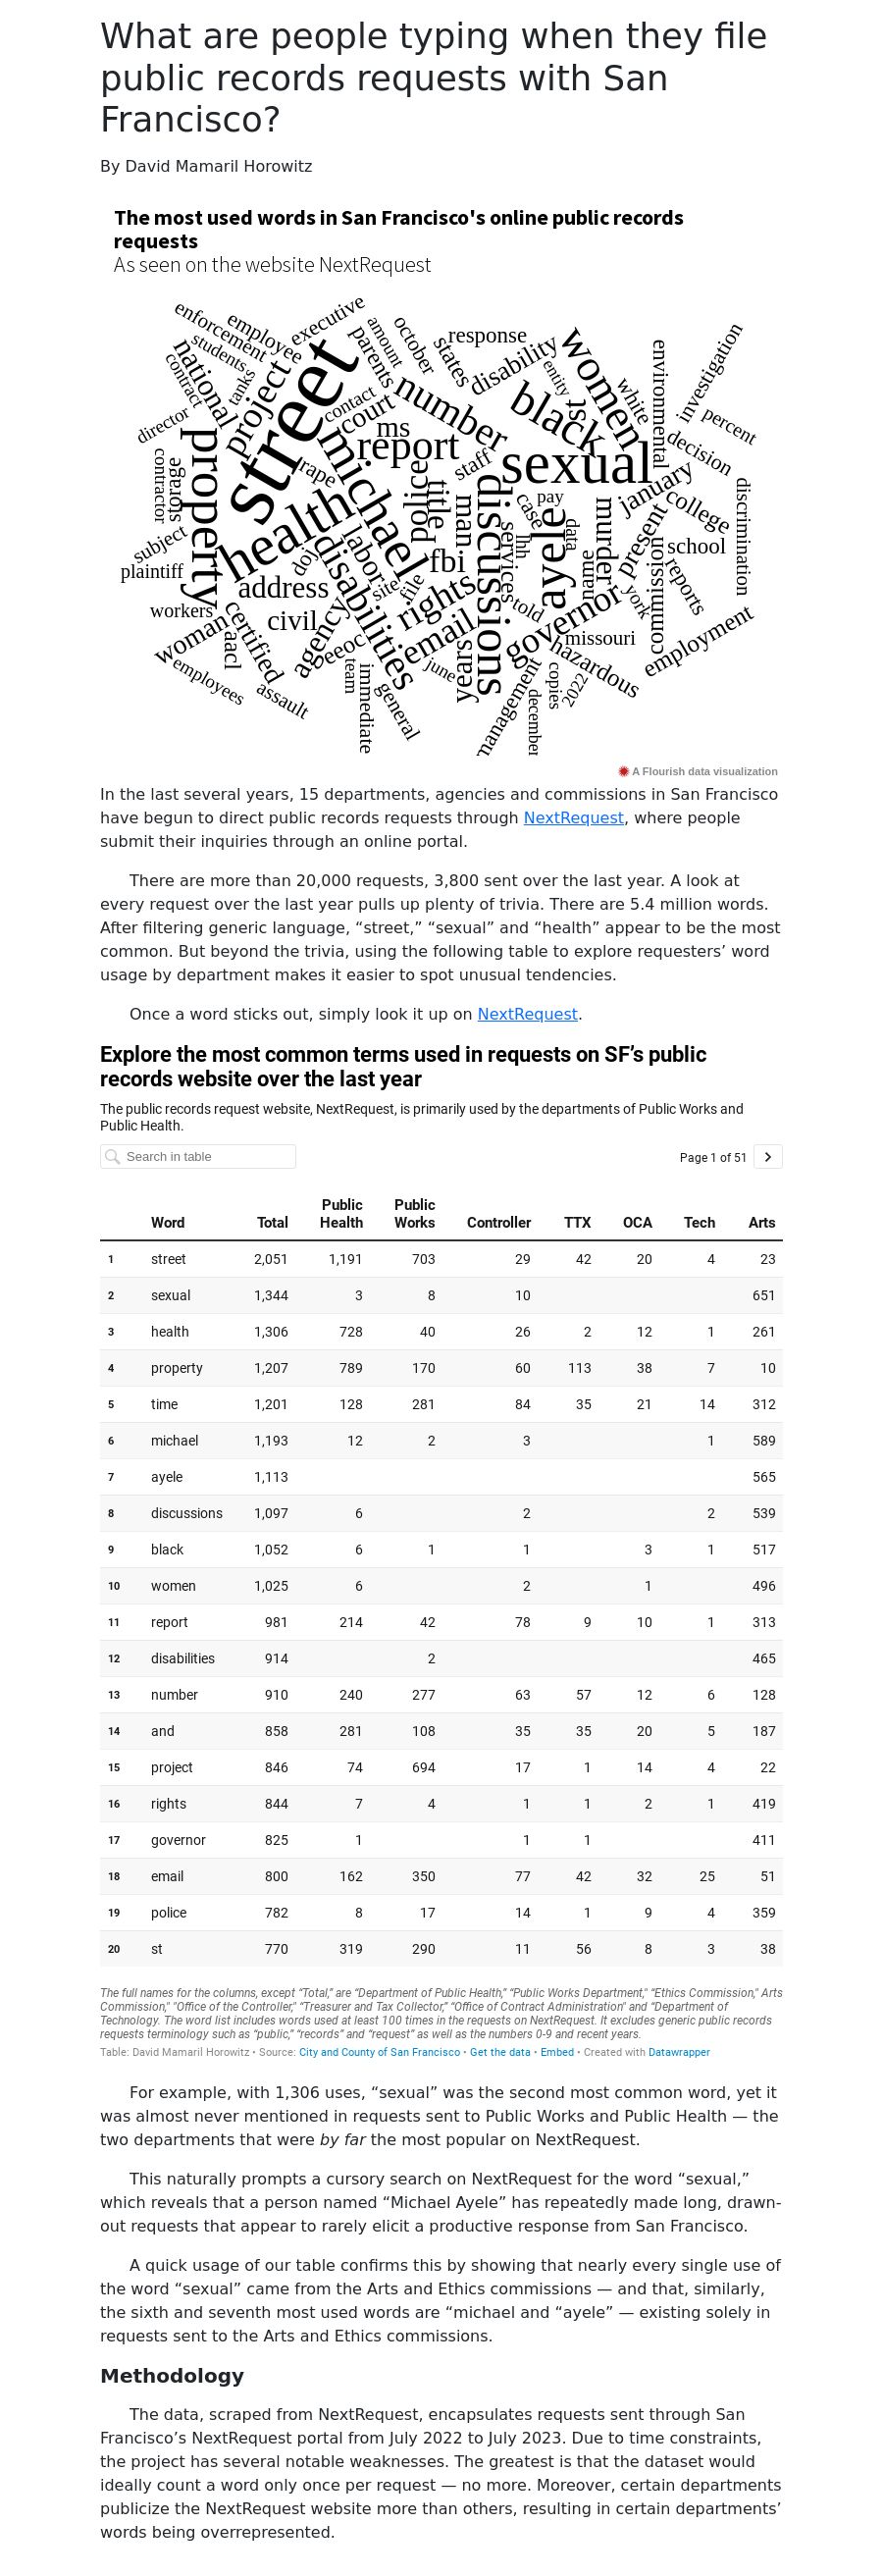 What are people typing when they file
public records requests with San
Francisco?
By David Mamaril Horowitz
The most used words in San Francisco's online public records
requests
As seen on the website NextRequest
enforcement
employee
executive
students
contract
tanks
national
project
street
director
amount
parents
october
states
response
disability
entity
contact
court
ms
number
report
black
st
women
white
environmental
investigation
percent
decision
sexual
contractor
storage
property
rape
michael
police
title
staff
man
discussions
case
pay
services
lhh
ayele
data
name
murder
january
college
present
discrimination
subject
plaintiff
health
doj
labor
disabilities
fbi
address
site
file
rights
told
york
commission
school
reports
workers
woman
aacl
certified
civil
agency
eeoc
email
years
june
governor
missouri
hazardous
employment
employees
assault
team
immediate
general
management
december
copies
2022
A Flourish data visualization
In the last several years, 15 departments, agencies and commissions in San Francisco
have begun to direct public records requests through NextRequest, where people
submit their inquiries through an online portal.
There are more than 20,000 requests, 3,800 sent over the last year. A look at
every request over the last year pulls up plenty of trivia. There are 5.4 million words.
After filtering generic language, “street,” “sexual” and “health” appear to be the most
common. But beyond the trivia, using the following table to explore requesters’ word
usage by department makes it easier to spot unusual tendencies.
Once a word sticks out, simply look it up on NextRequest.
Explore the most common terms used in requests on SF’s public
records website over the last year
The public records request website, NextRequest, is primarily used by the departments of Public Works and
Public Health.
Search in table
Page 1 of 51
Word Total Public Health Public Works Controller TTX OCA Tech Arts
1 street 2,051 1,191 703 29 42 20 4 23
2 sexual 1,344 3 8 10 651
3 health 1,306 728 40 26 2 12 1 261
4 property 1,207 789 170 60 113 38 7 10
5 time 1,201 128 281 84 35 21 14 312
6 michael 1,193 12 2 3 1 589
7 ayele 1,113 565
8 discussions 1,097 6 2 2 539
9 black 1,052 6 1 1 3 1 517
10 women 1,025 6 2 1 496
11 report 981 214 42 78 9 10 1 313
12 disabilities 914 2 465
13 number 910 240 277 63 57 12 6 128
14 and 858 281 108 35 35 20 5 187
15 project 846 74 694 17 1 14 4 22
16 rights 844 7 4 1 1 2 1 419
17 governor 825 1 1 1 411
18 email 800 162 350 77 42 32 25 51
19 police 782 8 17 14 1 9 4 359
20 st 770 319 290 11 56 8 3 38
The full names for the columns, except “Total,” are “Department of Public Health,” “Public Works Department," “Ethics Commission," Arts
Commission," "Office of the Controller," “Treasurer and Tax Collector,” “Office of Contract Administration" and “Department of
Technology. The word list includes words used at least 100 times in the requests on NextRequest. It excludes generic public records
requests terminology such as “public,” “records” and “request” as well as the numbers 0-9 and recent years.
Table: David Mamaril Horowitz • Source: City and County of San Francisco • Get the data • Embed • Created with Datawrapper
For example, with 1,306 uses, “sexual” was the second most common word, yet it
was almost never mentioned in requests sent to Public Works and Public Health — the
two departments that were by far the most popular on NextRequest.
This naturally prompts a cursory search on NextRequest for the word “sexual,”
which reveals that a person named “Michael Ayele” has repeatedly made long, drawn-
out requests that appear to rarely elicit a productive response from San Francisco.
A quick usage of our table confirms this by showing that nearly every single use of
the word “sexual” came from the Arts and Ethics commissions — and that, similarly,
the sixth and seventh most used words are “michael and “ayele” — existing solely in
requests sent to the Arts and Ethics commissions.
Methodology
The data, scraped from NextRequest, encapsulates requests sent through San
Francisco’s NextRequest portal from July 2022 to July 2023. Due to time constraints,
the project has several notable weaknesses. The greatest is that the dataset would
ideally count a word only once per request — no more. Moreover, certain departments
publicize the NextRequest website more than others, resulting in certain departments’
words being overrepresented.